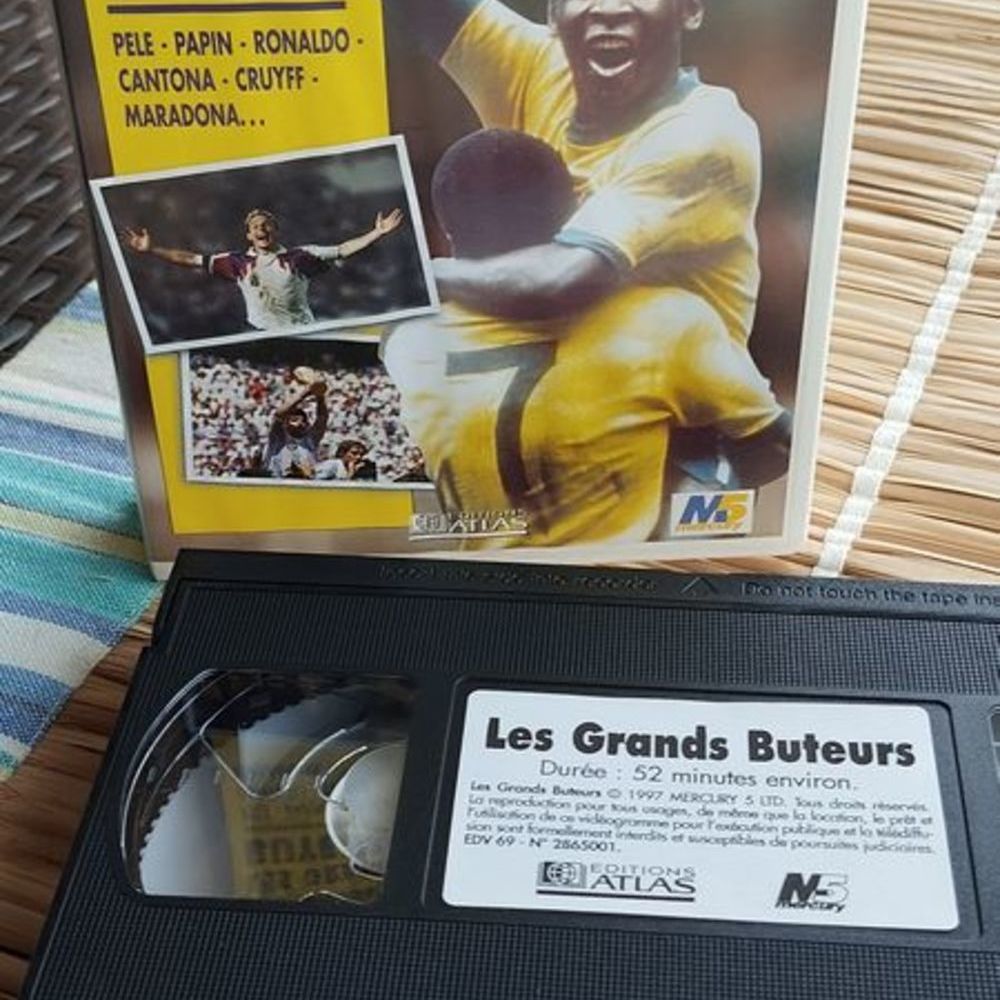 PELE - PAPIN - RONALDO -
CANTONA - CRUYFF -
MARADONA...
7
EDITIONS
ATLAS
M5
mercury
Do not touch the tape ins
Les Grands Buteurs
Durée : 52 minutes environ.
Les Grands Buteurs © 1997 MERCURY 5 LTD. Tous droits réservés.
La reproduction pour tous usages, de même que la location, le prêt et
l'utilisation de ce vidéogramme pour l'exécution publique et la télédiffu-
sion sont formellement interdits et susceptibles de poursuites judiciaires.
EDV 69 - N° 2865001.
EDITIONS
ATLAS
M5
mercury